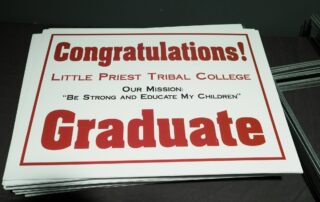 Congratulations!
Little Priest Tribal College
Our Mission:
"Be Strong and Educate My Children"
Graduate